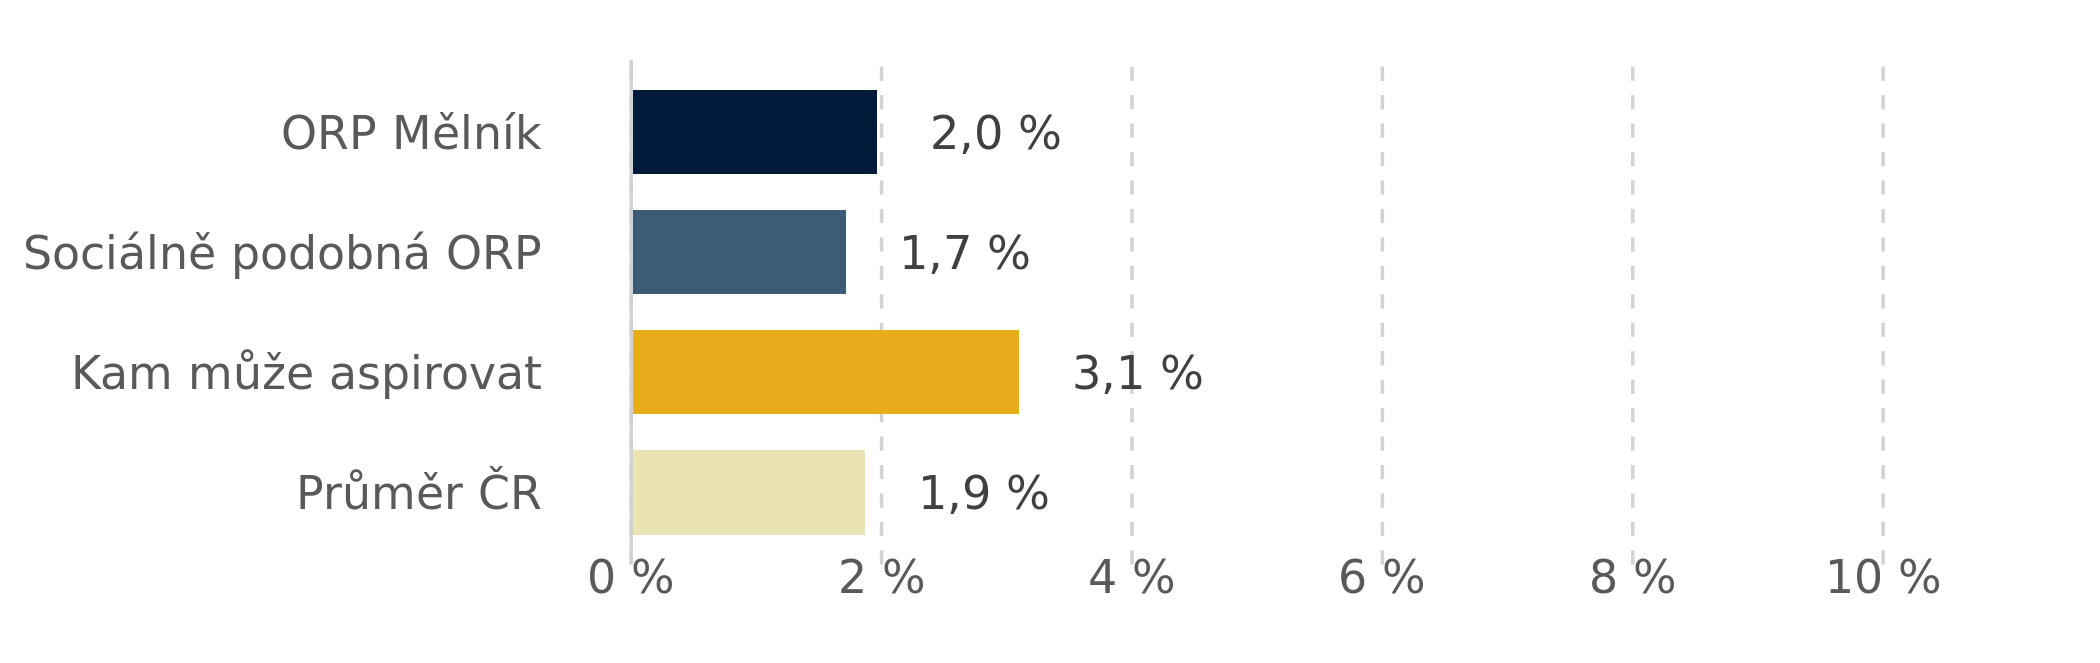 ORP Mělník
2,0 %
Sociálně podobná ORP
1,7 %
Kam může aspirovat
3,1 %
Průměr ČR
1,9 %
0 %
2 %
4 %
6 %
8 %
10 %